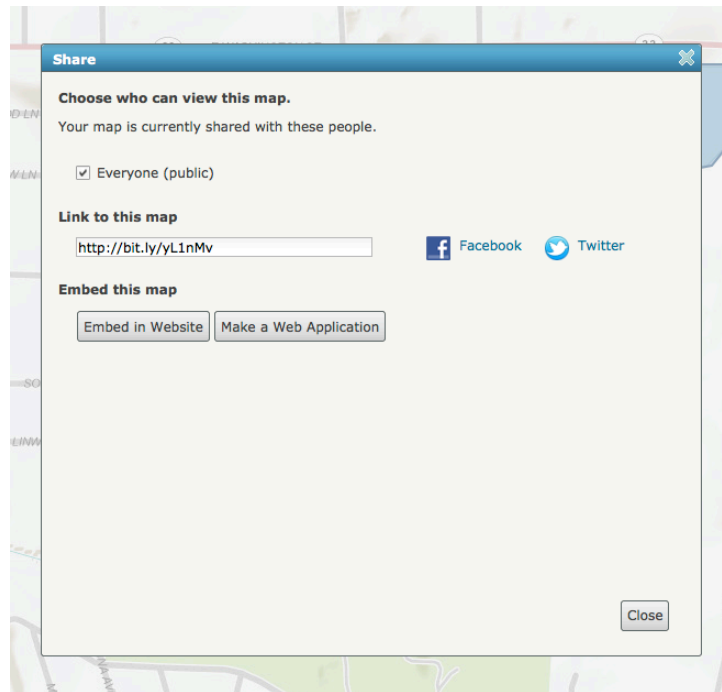 Share
Choose who can view this map.
Your map is currently shared with these people.
Everyone (public)
Link to this map
http://bit.ly/yL1nMv
Facebook
Twitter
Embed this map
Embed in Website
Make a Web Application
Close